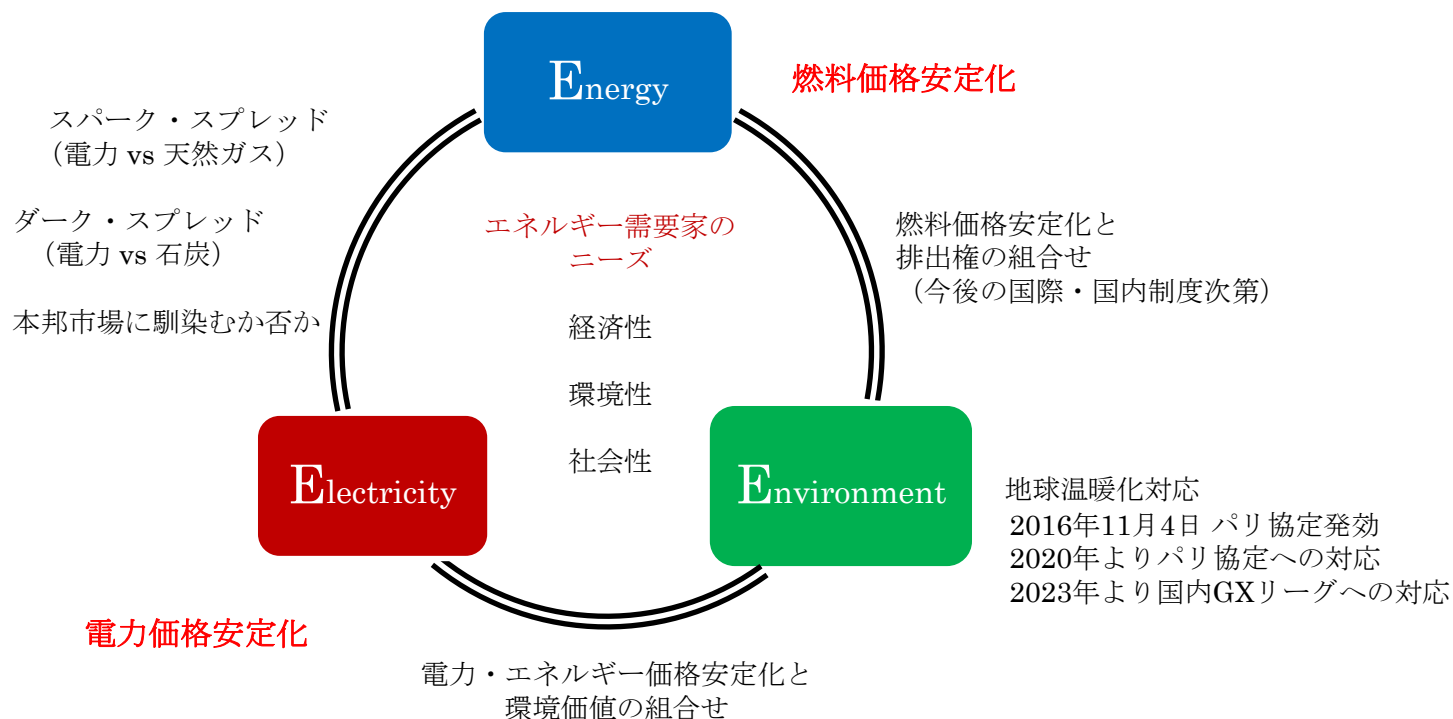 Energy
燃料価格安定化
スパーク・スプレッド
（電力 vs 天然ガス）
ダーク・スプレッド
（電力 vs 石炭）
本邦市場に馴染むか否か
エネルギー需要家の
ニーズ
経済性
環境性
社会性
燃料価格安定化と
排出権の組合せ
（今後の国際・国内制度次第）
Electricity
Environment
地球温暖化対応
2016年11月4日 パリ協定発効
2020年よりパリ協定への対応
2023年より国内GXリーグへの対応
電力価格安定化
電力・エネルギー価格安定化と
環境価値の組合せ